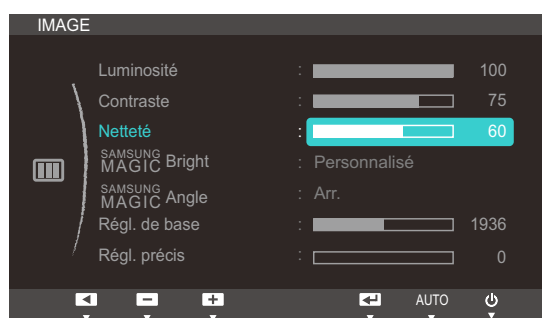 IMAGE
Luminosité : 100
Contraste : 75
Netteté : 60
SAMSUNG MAGIC Bright : Personnalisé
SAMSUNG MAGIC Angle : Arr.
Régl. de base : 1936
Régl. précis : 0
AUTO